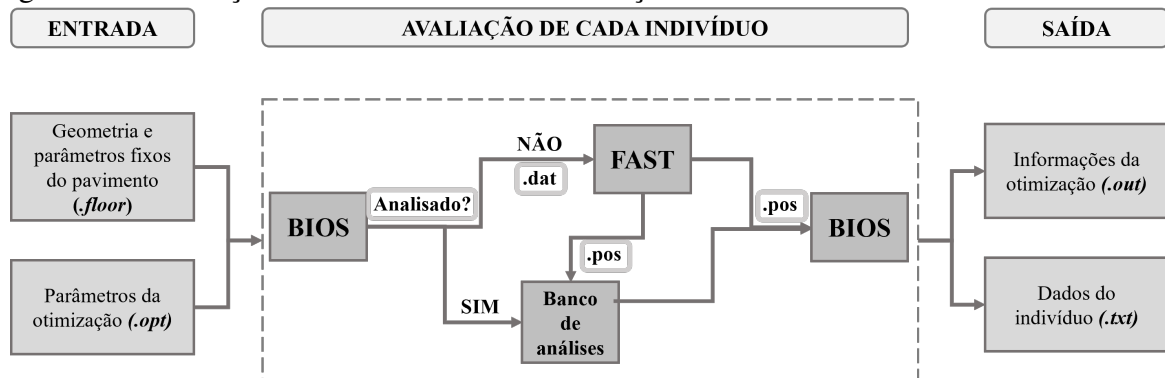 ENTRADA
AVALIAÇÃO DE CADA INDIVÍDUO
SAÍDA
Geometria e
parâmetros fixos
do pavimento
(.floor)
Parâmetros da
otimização (.opt)
BIOS
Analisado?
NÃO
.dat
FAST
.pos
SIM
Banco
de
análises
.pos
BIOS
Informações da
otimização (.out)
Dados do
indivíduo (.txt)